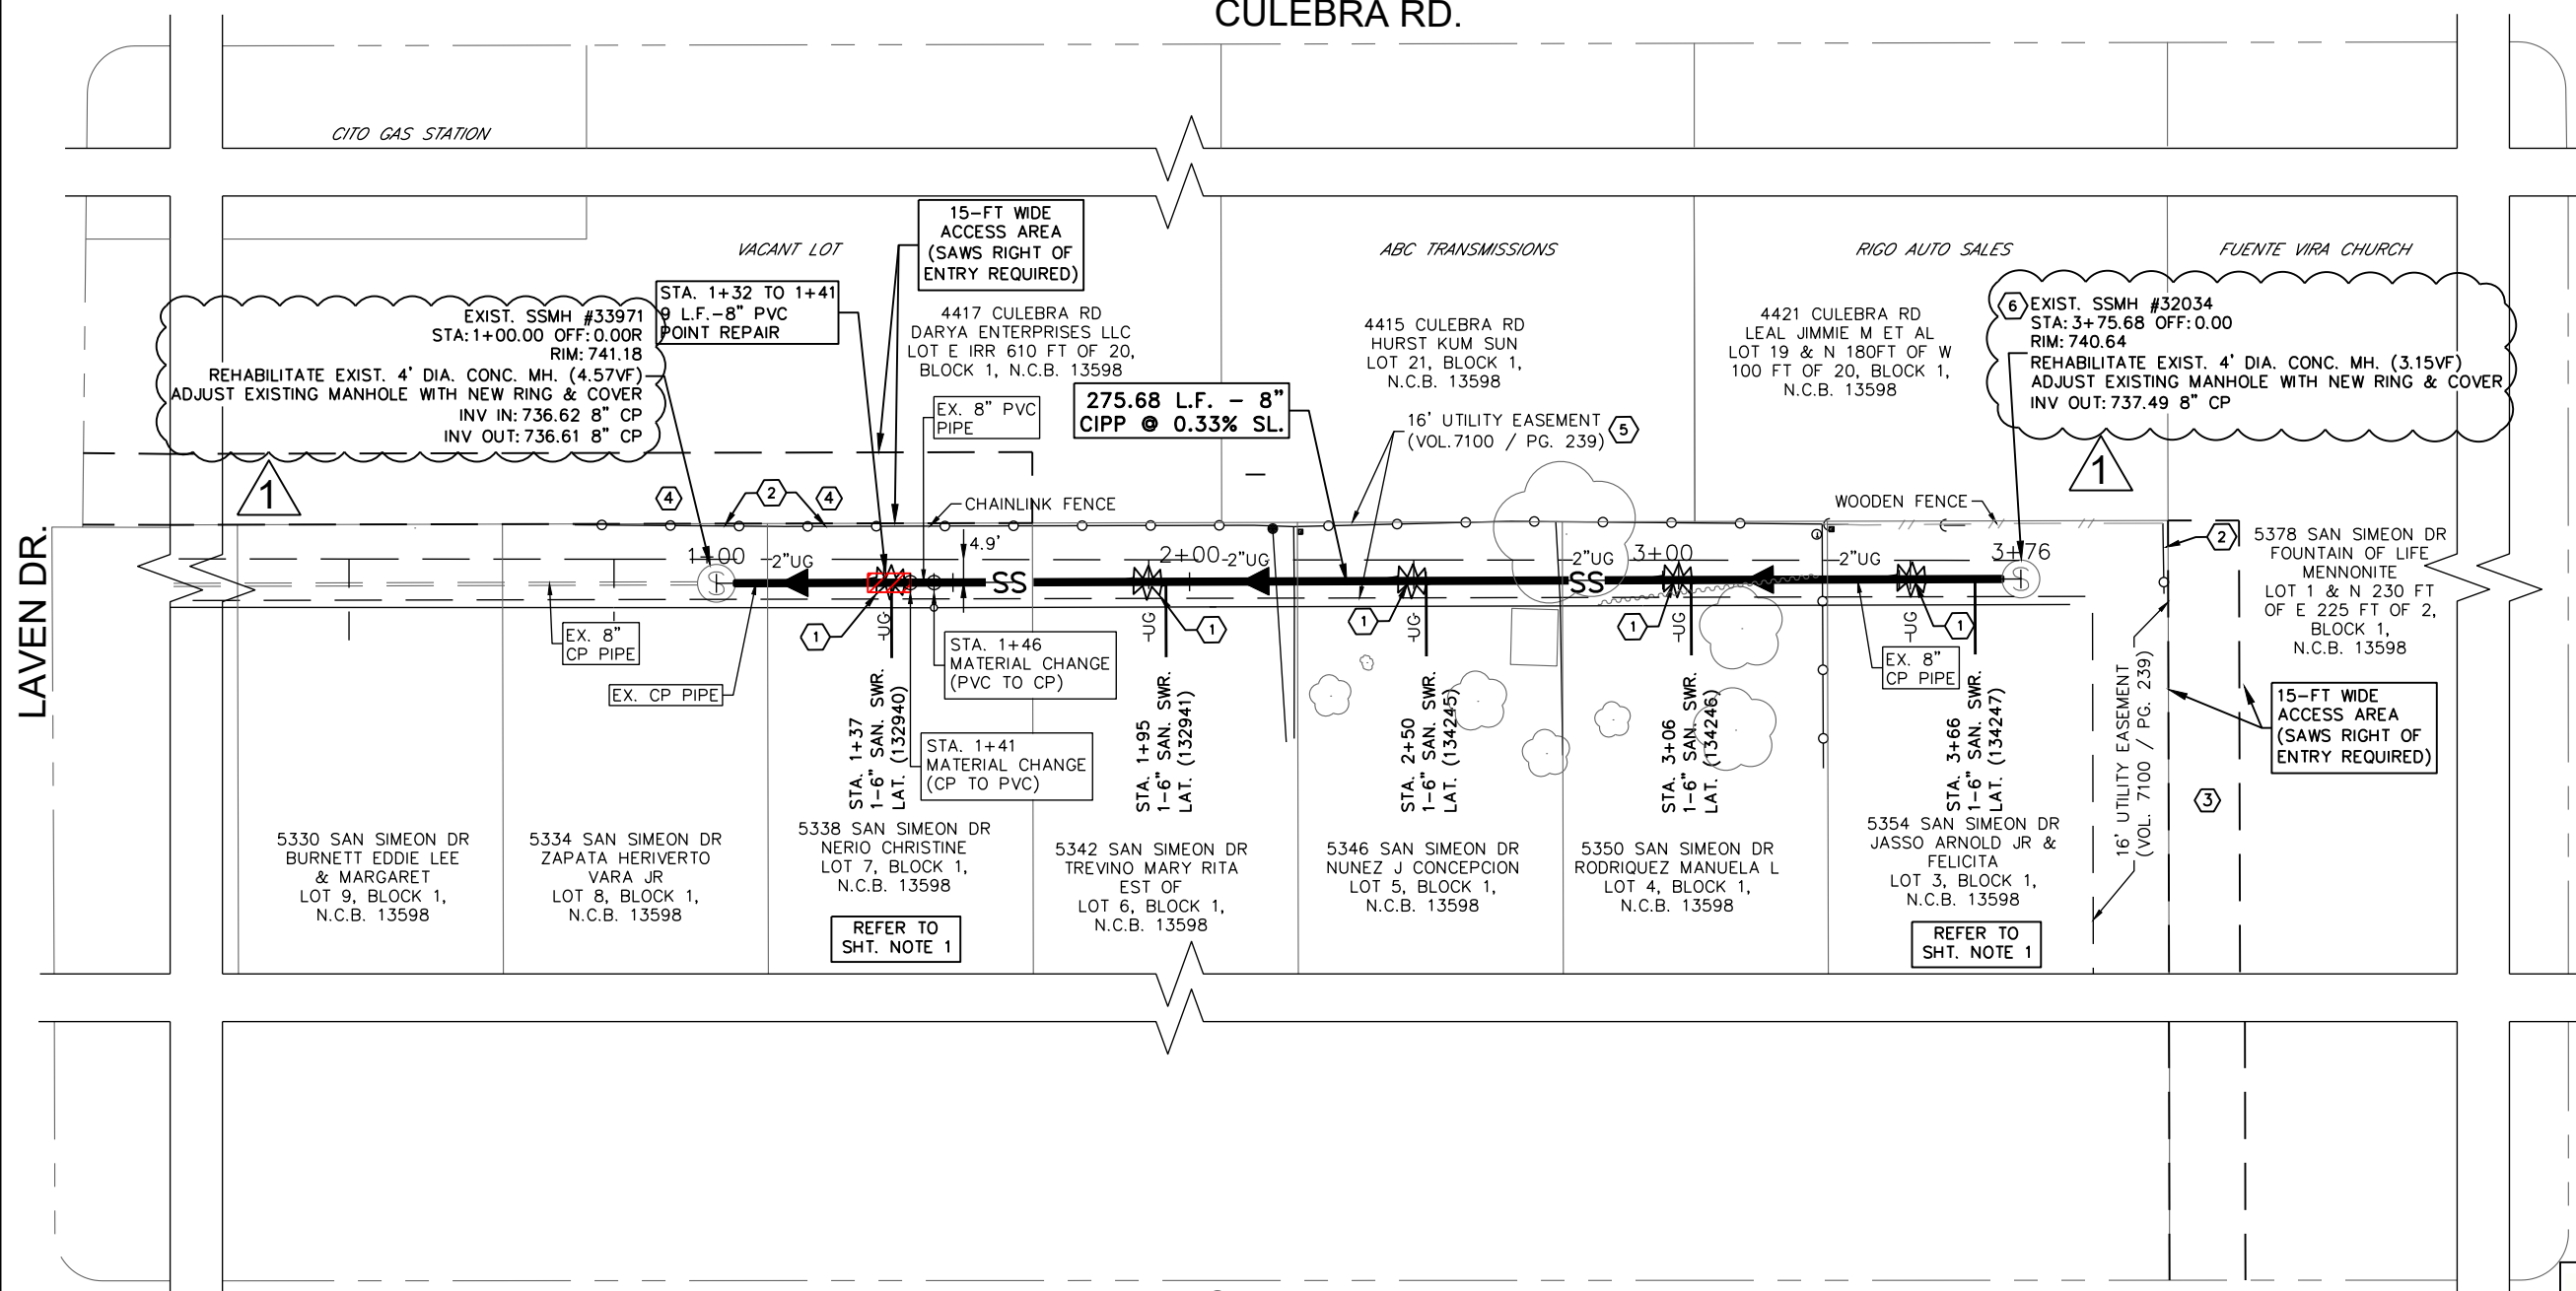 CULEBRA RD.
CITO GAS STATION
VACANT LOT
ABC TRANSMISSIONS
RIGO AUTO SALES
FUENTE VIRA CHURCH
15-FT WIDE
ACCESS AREA
(SAWS RIGHT OF
ENTRY REQUIRED)
EXIST. SSMH #33971
STA: 1+00.00 OFF: 0.00R
RIM: 741.18
REHABILITATE EXIST. 4' DIA. CONC. MH. (4.57VF)
ADJUST EXISTING MANHOLE WITH NEW RING & COVER
INV IN: 736.62 8" CP
INV OUT: 736.61 8" CP
1
STA. 1+32 TO 1+41
9 L.F.-8" PVC
POINT REPAIR
4417 CULEBRA RD
DARYA ENTERPRISES LLC
LOT E IRR 610 FT OF 20,
BLOCK 1, N.C.B. 13598
EX. 8" PVC
PIPE
275.68 L.F. - 8"
CIPP @ 0.33% SL.
4415 CULEBRA RD
HURST KUM SUN
LOT 21, BLOCK 1,
N.C.B. 13598
16' UTILITY EASEMENT
(VOL.7100 / PG. 239)
5
4421 CULEBRA RD
LEAL JIMMIE M ET AL
LOT 19 & N 180FT OF W
100 FT OF 20, BLOCK 1,
N.C.B. 13598
6
EXIST. SSMH #32034
STA: 3+75.68 OFF: 0.00
RIM: 740.64
REHABILITATE EXIST. 4' DIA. CONC. MH. (3.15VF)
ADJUST EXISTING MANHOLE WITH NEW RING & COVER
INV OUT: 737.49 8" CP
1
4
2
4
CHAINLINK FENCE
WOODEN FENCE
2
LAVEN DR.
1+00
2"UG
4.9'
2+00
2"UG
2"UG
3+00
2"UG
3+76
S
SS
SS
S
1
UG
UG
1
1
UG
1
UG
UG
1
EX. 8"
CP PIPE
EX. CP PIPE
STA. 1+46
MATERIAL CHANGE
(PVC TO CP)
STA. 1+41
MATERIAL CHANGE
(CP TO PVC)
EX. 8"
CP PIPE
STA. 1+37
1-6" SAN. SWR.
LAT. (132940)
STA. 1+95
1-6" SAN. SWR.
LAT. (132941)
STA. 2+50
1-6" SAN. SWR.
LAT. (134245)
STA. 3+06
1-6" SAN. SWR.
LAT. (134246)
STA. 3+66
1-6" SAN. SWR.
LAT. (134247)
16' UTILITY EASEMENT
(VOL. 7100 / PG. 239)
5378 SAN SIMEON DR
FOUNTAIN OF LIFE
MENNONITE
LOT 1 & N 230 FT
OF E 225 FT OF 2,
BLOCK 1,
N.C.B. 13598
15-FT WIDE
ACCESS AREA
(SAWS RIGHT OF
ENTRY REQUIRED)
3
5330 SAN SIMEON DR
BURNETT EDDIE LEE
& MARGARET
LOT 9, BLOCK 1,
N.C.B. 13598
5334 SAN SIMEON DR
ZAPATA HERIVERTO
VARA JR
LOT 8, BLOCK 1,
N.C.B. 13598
5338 SAN SIMEON DR
NERIO CHRISTINE
LOT 7, BLOCK 1,
N.C.B. 13598
REFER TO
SHT. NOTE 1
5342 SAN SIMEON DR
TREVINO MARY RITA
EST OF
LOT 6, BLOCK 1,
N.C.B. 13598
5346 SAN SIMEON DR
NUNEZ J CONCEPCION
LOT 5, BLOCK 1,
N.C.B. 13598
5350 SAN SIMEON DR
RODRIQUEZ MANUELA L
LOT 4, BLOCK 1,
N.C.B. 13598
5354 SAN SIMEON DR
JASSO ARNOLD JR &
FELICITA
LOT 3, BLOCK 1,
N.C.B. 13598
REFER TO
SHT. NOTE 1